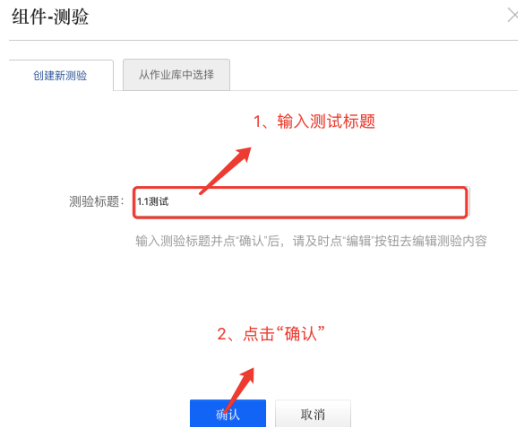 组件-测验
创建新测验
从作业库中选择
1、输入测试标题
测验标题：
1.1测试
输入测验标题并点“确认”后，请及时点“编辑”按钮去编辑测验内容
2、点击“确认”
确认
取消